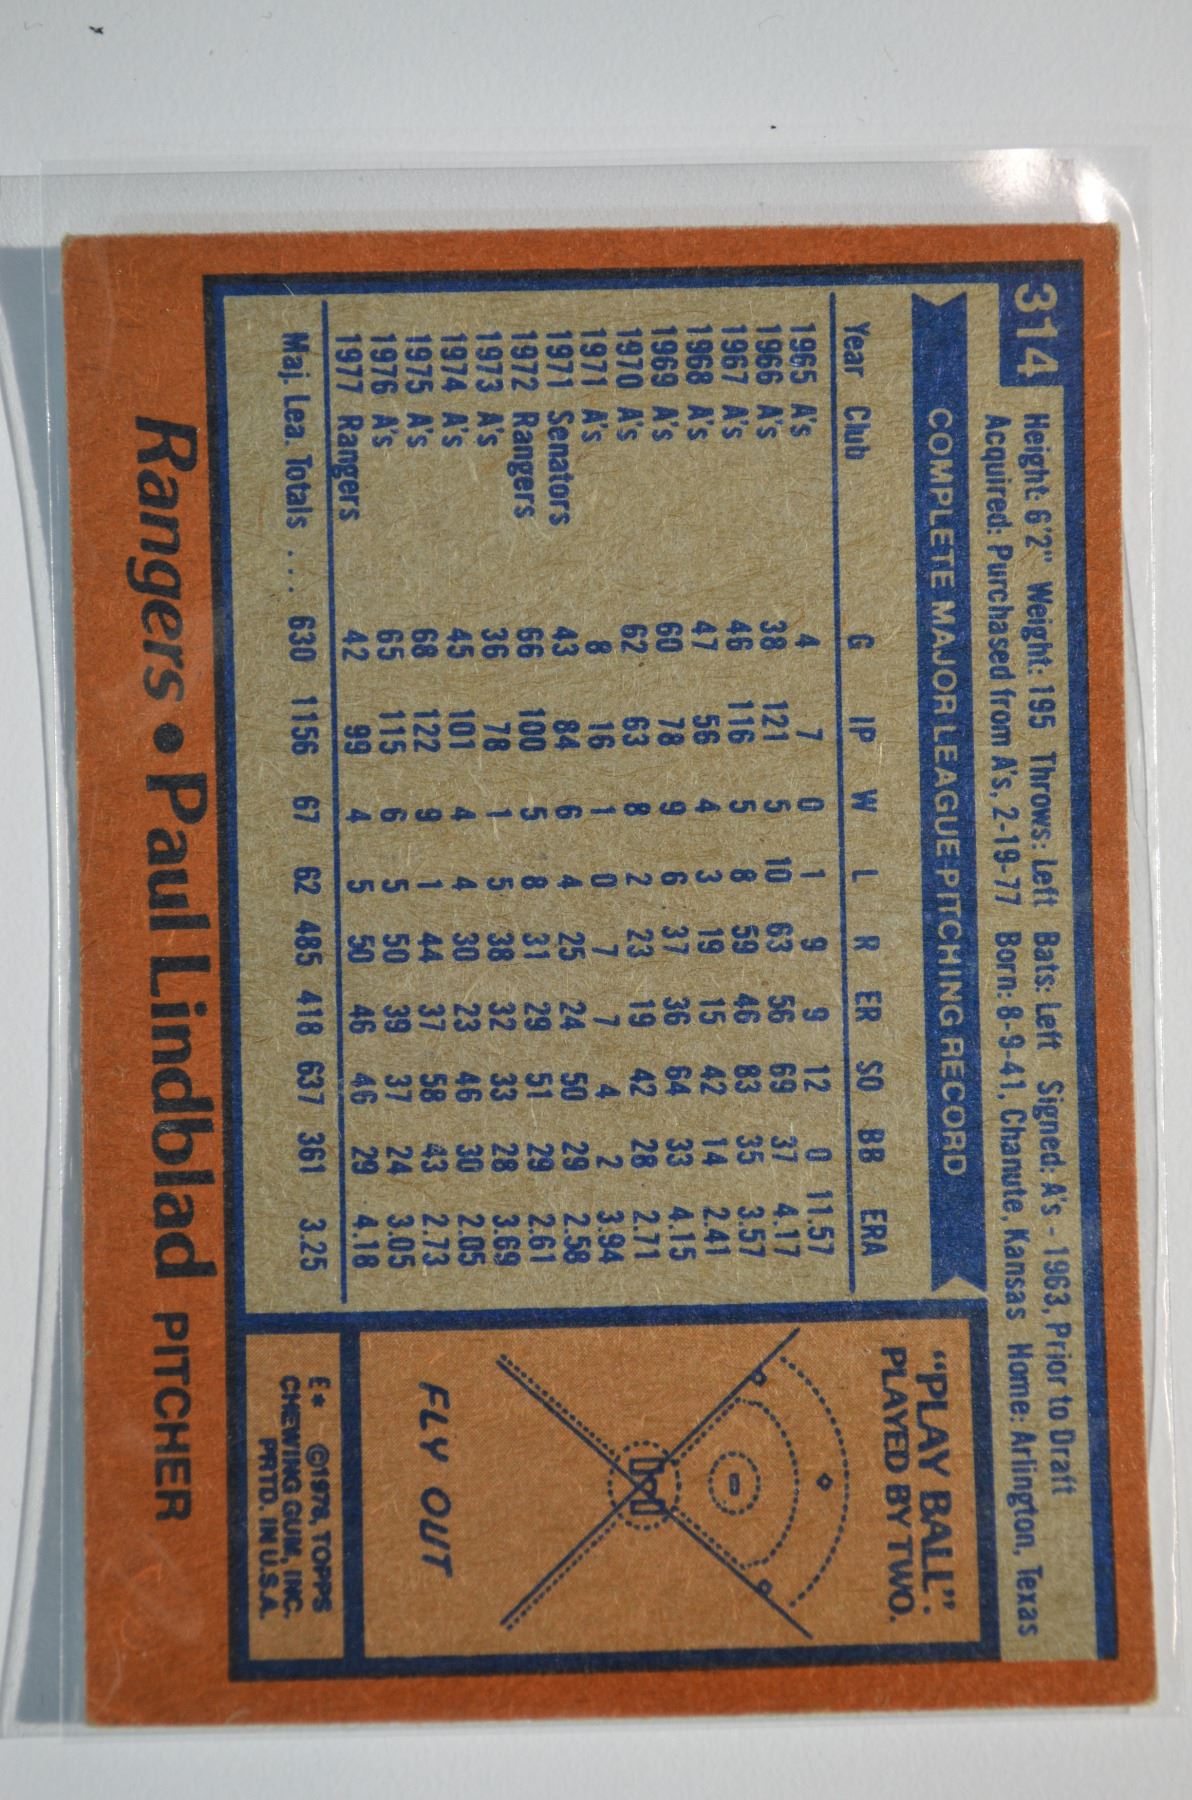 314
Height: 6'2" Weight: 195 Throws: Left Bats: Left Signed: A's - 1963, Prior to Draft
Acquired: Purchased from A's, 2-19-77 Born: 8-9-41, Chanute, Kansas Home: Arlington, Texas
COMPLETE MAJOR LEAGUE PITCHING RECORD
Year Club G IP W L R ER SO BB ERA
1965 A's 4 7 0 1 9 9 12 0 11.57
1966 A's 38 121 5 10 63 56 69 37 4.17
1967 A's 46 116 5 8 59 46 83 35 3.57
1968 A's 47 56 4 3 19 15 42 14 2.41
1969 A's 60 78 9 6 37 36 64 33 4.15
1970 A's 62 63 8 2 23 19 42 28 2.71
1971 A's 8 16 1 0 7 7 4 2 3.94
1971 Senators 43 84 6 4 25 24 50 29 2.58
1972 Rangers 66 100 5 8 31 29 51 29 2.61
1973 A's 36 78 1 5 38 32 33 28 3.69
1974 A's 45 101 4 4 30 23 46 30 2.05
1975 A's 68 122 9 1 44 37 58 43 2.73
1976 A's 65 115 6 5 50 39 37 24 3.05
1977 Rangers 42 99 4 5 50 46 46 29 4.18
Maj. Lea. Totals .... 630 1156 67 62 485 418 637 361 3.25
"PLAY BALL":
PLAYED BY TWO.
FLY OUT
E* ©1978, TOPPS
CHEWING GUM, INC.
PRTD. IN U.S.A.
Rangers • Paul Lindblad PITCHER